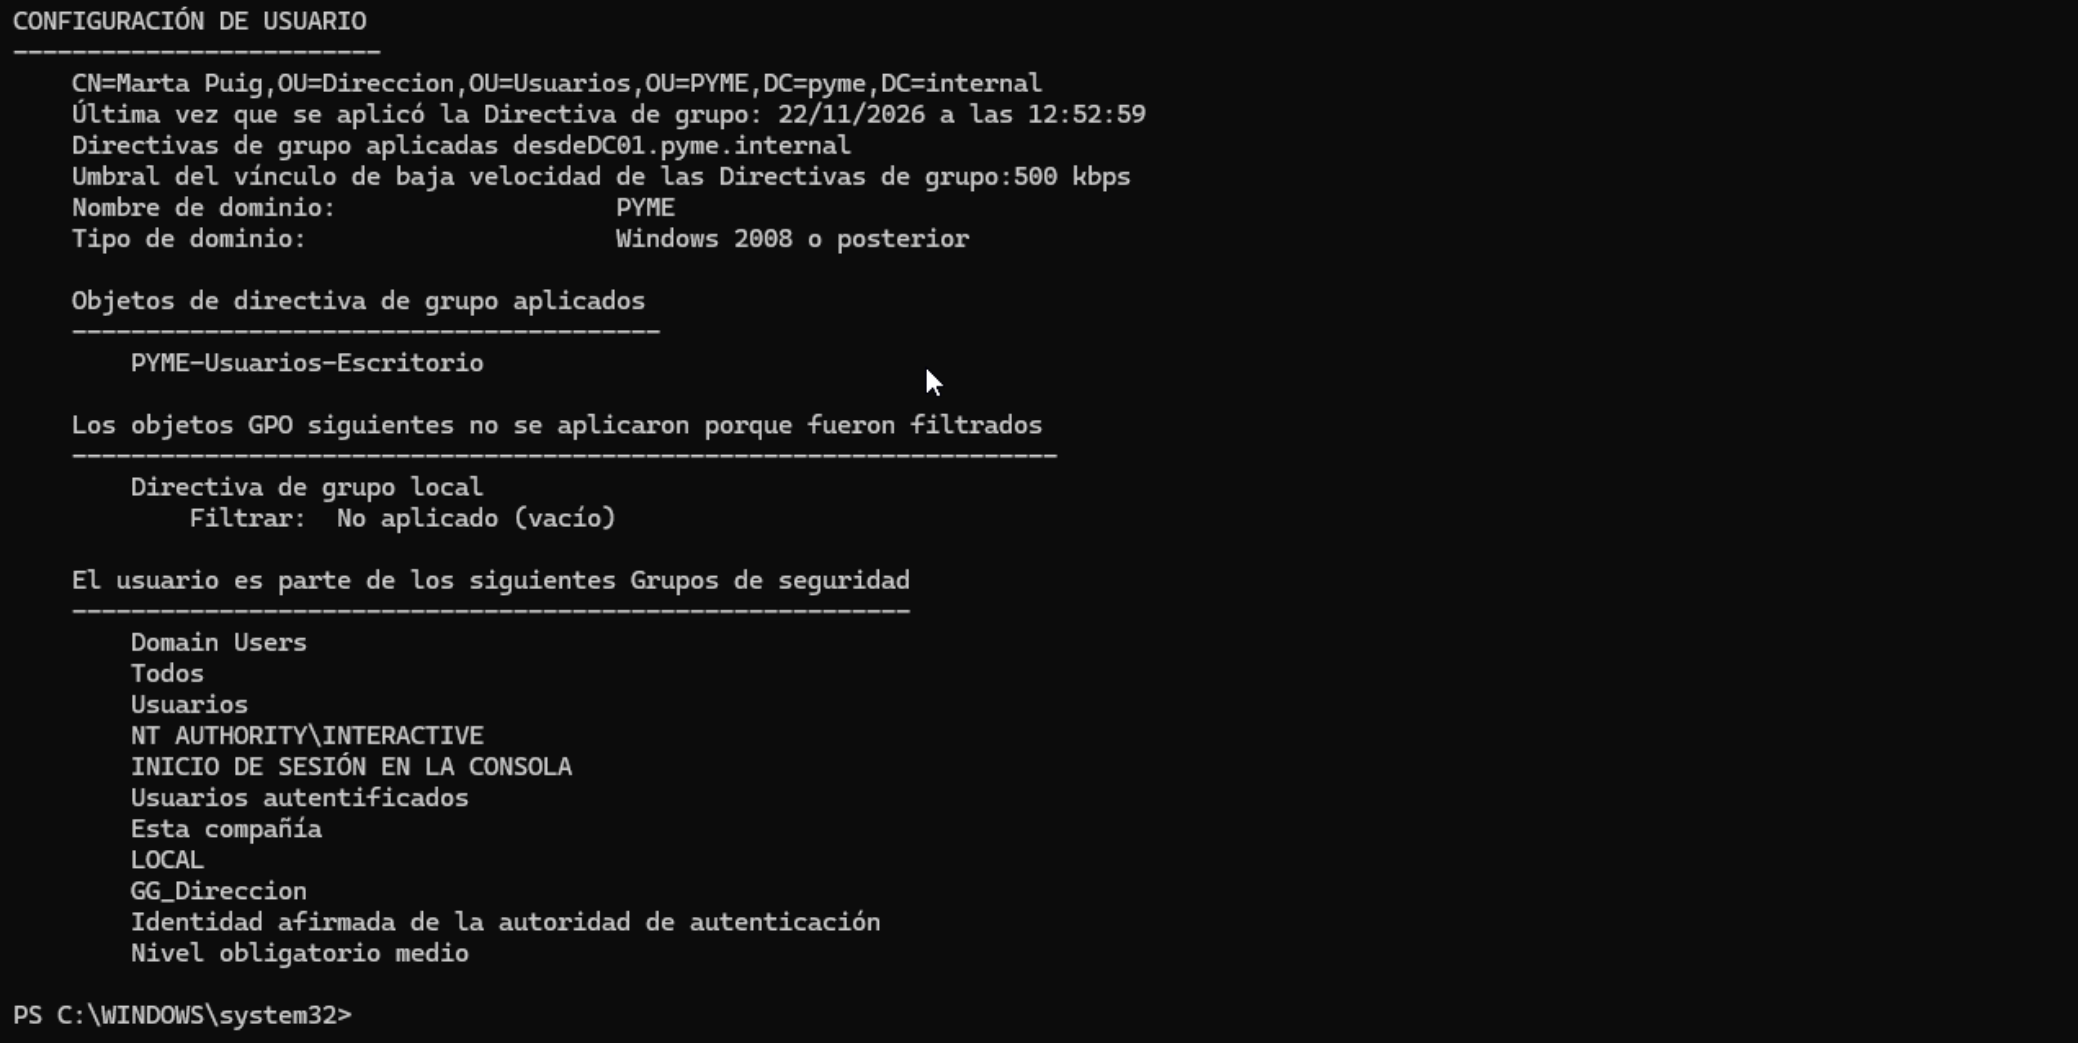 CONFIGURACIÓN DE USUARIO
-------------------------
CN=Marta Puig,OU=Direccion,OU=Usuarios,OU=PYME,DC=pyme,DC=internal
Última vez que se aplicó la Directiva de grupo: 22/11/2026 a las 12:52:59
Directivas de grupo aplicadas desdeDC01.pyme.internal
Umbral del vínculo de baja velocidad de las Directivas de grupo:500 kbps
Nombre de dominio:                   PYME
Tipo de dominio:                     Windows 2008 o posterior
Objetos de directiva de grupo aplicados
----------------------------------------
PYME-Usuarios-Escritorio
Los objetos GPO siguientes no se aplicaron porque fueron filtrados
-------------------------------------------------------------------
Directiva de grupo local
Filtrar:  No aplicado (vacío)
El usuario es parte de los siguientes Grupos de seguridad
---------------------------------------------------------
Domain Users
Todos
Usuarios
NT AUTHORITY\INTERACTIVE
INICIO DE SESIÓN EN LA CONSOLA
Usuarios autentificados
Esta compañía
LOCAL
GG_Direccion
Identidad afirmada de la autoridad de autenticación
Nivel obligatorio medio
PS C:\WINDOWS\system32>